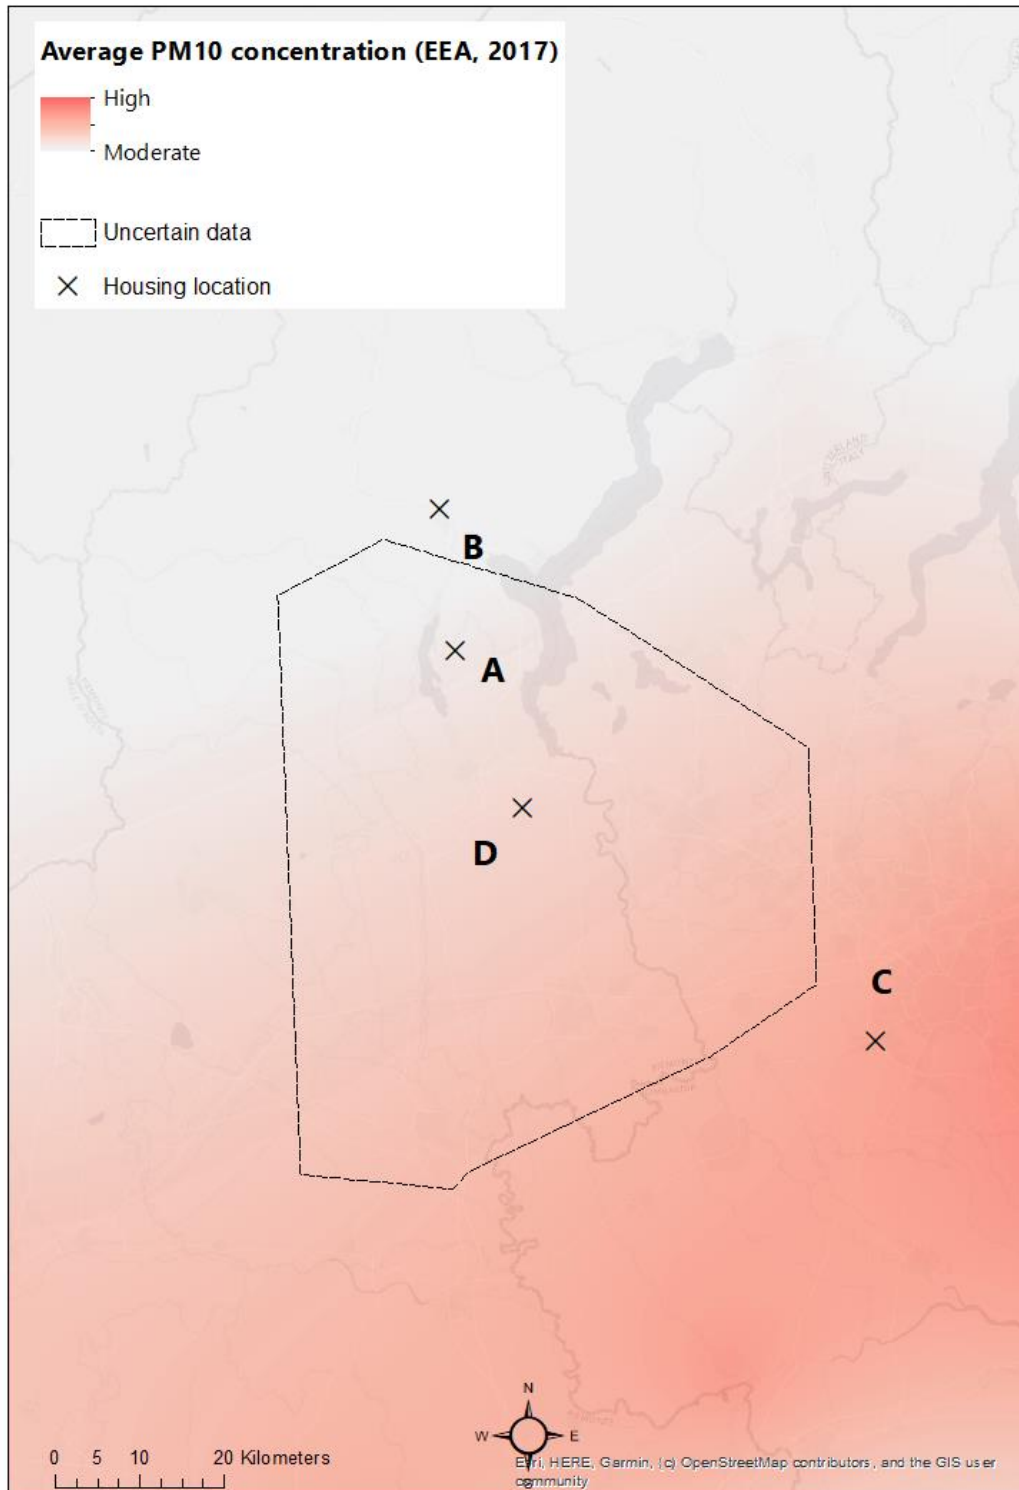 Average PM10 concentration (EEA, 2017)
High
Moderate
Uncertain data
Housing location
B
A
D
C
N
W
E
S
0 5 10 20 Kilometers
Esri, HERE, Garmin, (c) OpenStreetMap contributors, and the GIS user
community